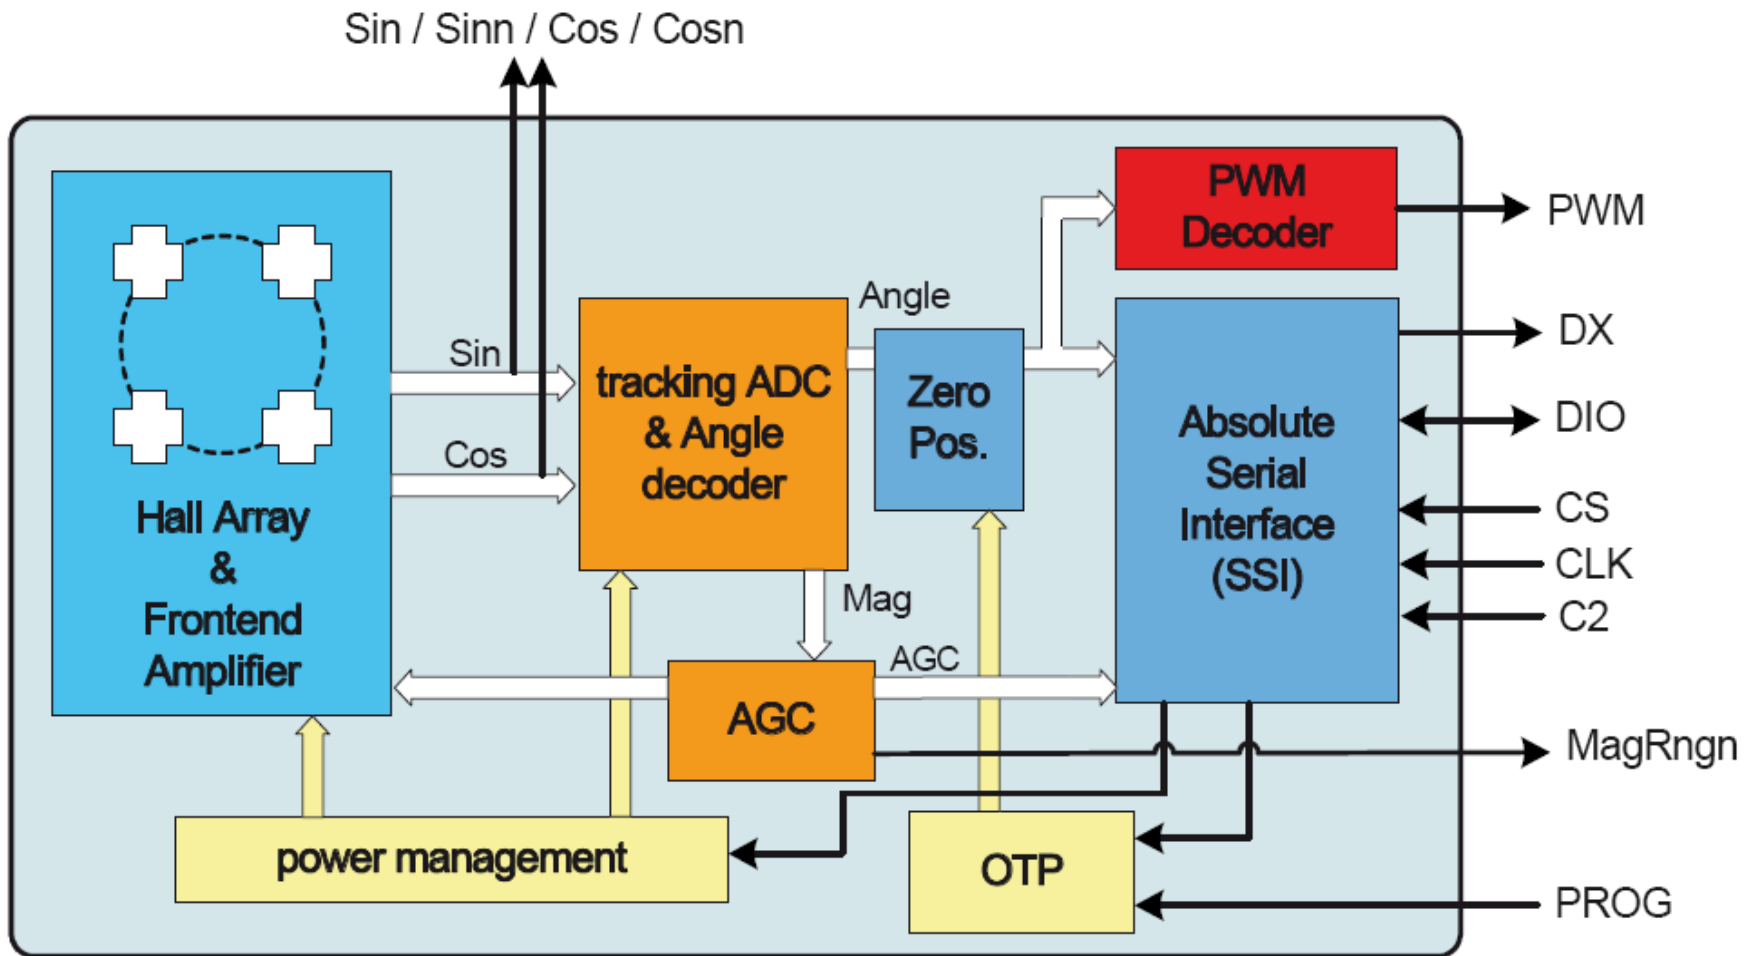 Sin / Sinn / Cos / Cosn
PWM
Decoder
PWM
Angle
DX
Sin
tracking ADC
& Angle
decoder
Zero
Pos.
Absolute
Serial
Interface
(SSI)
DIO
Cos
Hall Array
&
Frontend
Amplifier
CS
CLK
C2
Mag
AGC
AGC
MagRngn
power management
OTP
PROG